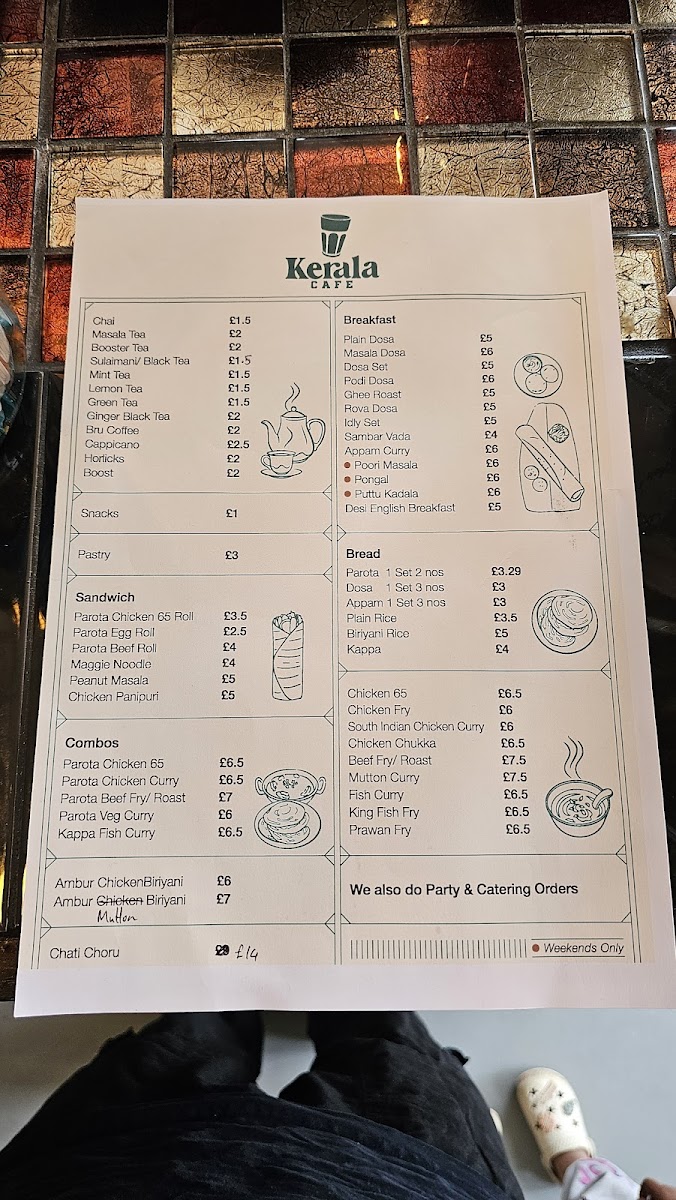 Kerala
CAFE
Chai £1.5
Masala Tea £2
Booster Tea £2
Sulaimani/ Black Tea £1.5
Mint Tea £1.5
Lemon Tea £1.5
Green Tea £1.5
Ginger Black Tea £2
Bru Coffee £2
Cappicano £2.5
Horlicks £2
Boost £2
Snacks £1
Pastry £3
Sandwich
Parota Chicken 65 Roll £3.5
Parota Egg Roll £2.5
Parota Beef Roll £4
Maggie Noodle £4
Peanut Masala £5
Chicken Panipuri £5
Combos
Parota Chicken 65 £6.5
Parota Chicken Curry £6.5
Parota Beef Fry/ Roast £7
Parota Veg Curry £6
Kappa Fish Curry £6.5
Ambur ChickenBiriyani £6
Ambur Chicken Biriyani £7
Mutton
Chati Choru £14
Breakfast
Plain Dosa £5
Masala Dosa £6
Dosa Set £5
Podi Dosa £6
Ghee Roast £5
Rova Dosa £5
Idly Set £5
Sambar Vada £4
Appam Curry £6
Poori Masala £6
Pongal £6
Puttu Kadala £6
Desi English Breakfast £5
Bread
Parota 1 Set 2 nos £3.29
Dosa 1 Set 3 nos £3
Appam 1 Set 3 nos £3
Plain Rice £3.5
Biriyani Rice £5
Kappa £4
Chicken 65 £6.5
Chicken Fry £6
South Indian Chicken Curry £6
Chicken Chukka £6.5
Beef Fry/ Roast £7.5
Mutton Curry £7.5
Fish Curry £6.5
King Fish Fry £6.5
Prawan Fry £6.5
We also do Party & Catering Orders
Weekends Only